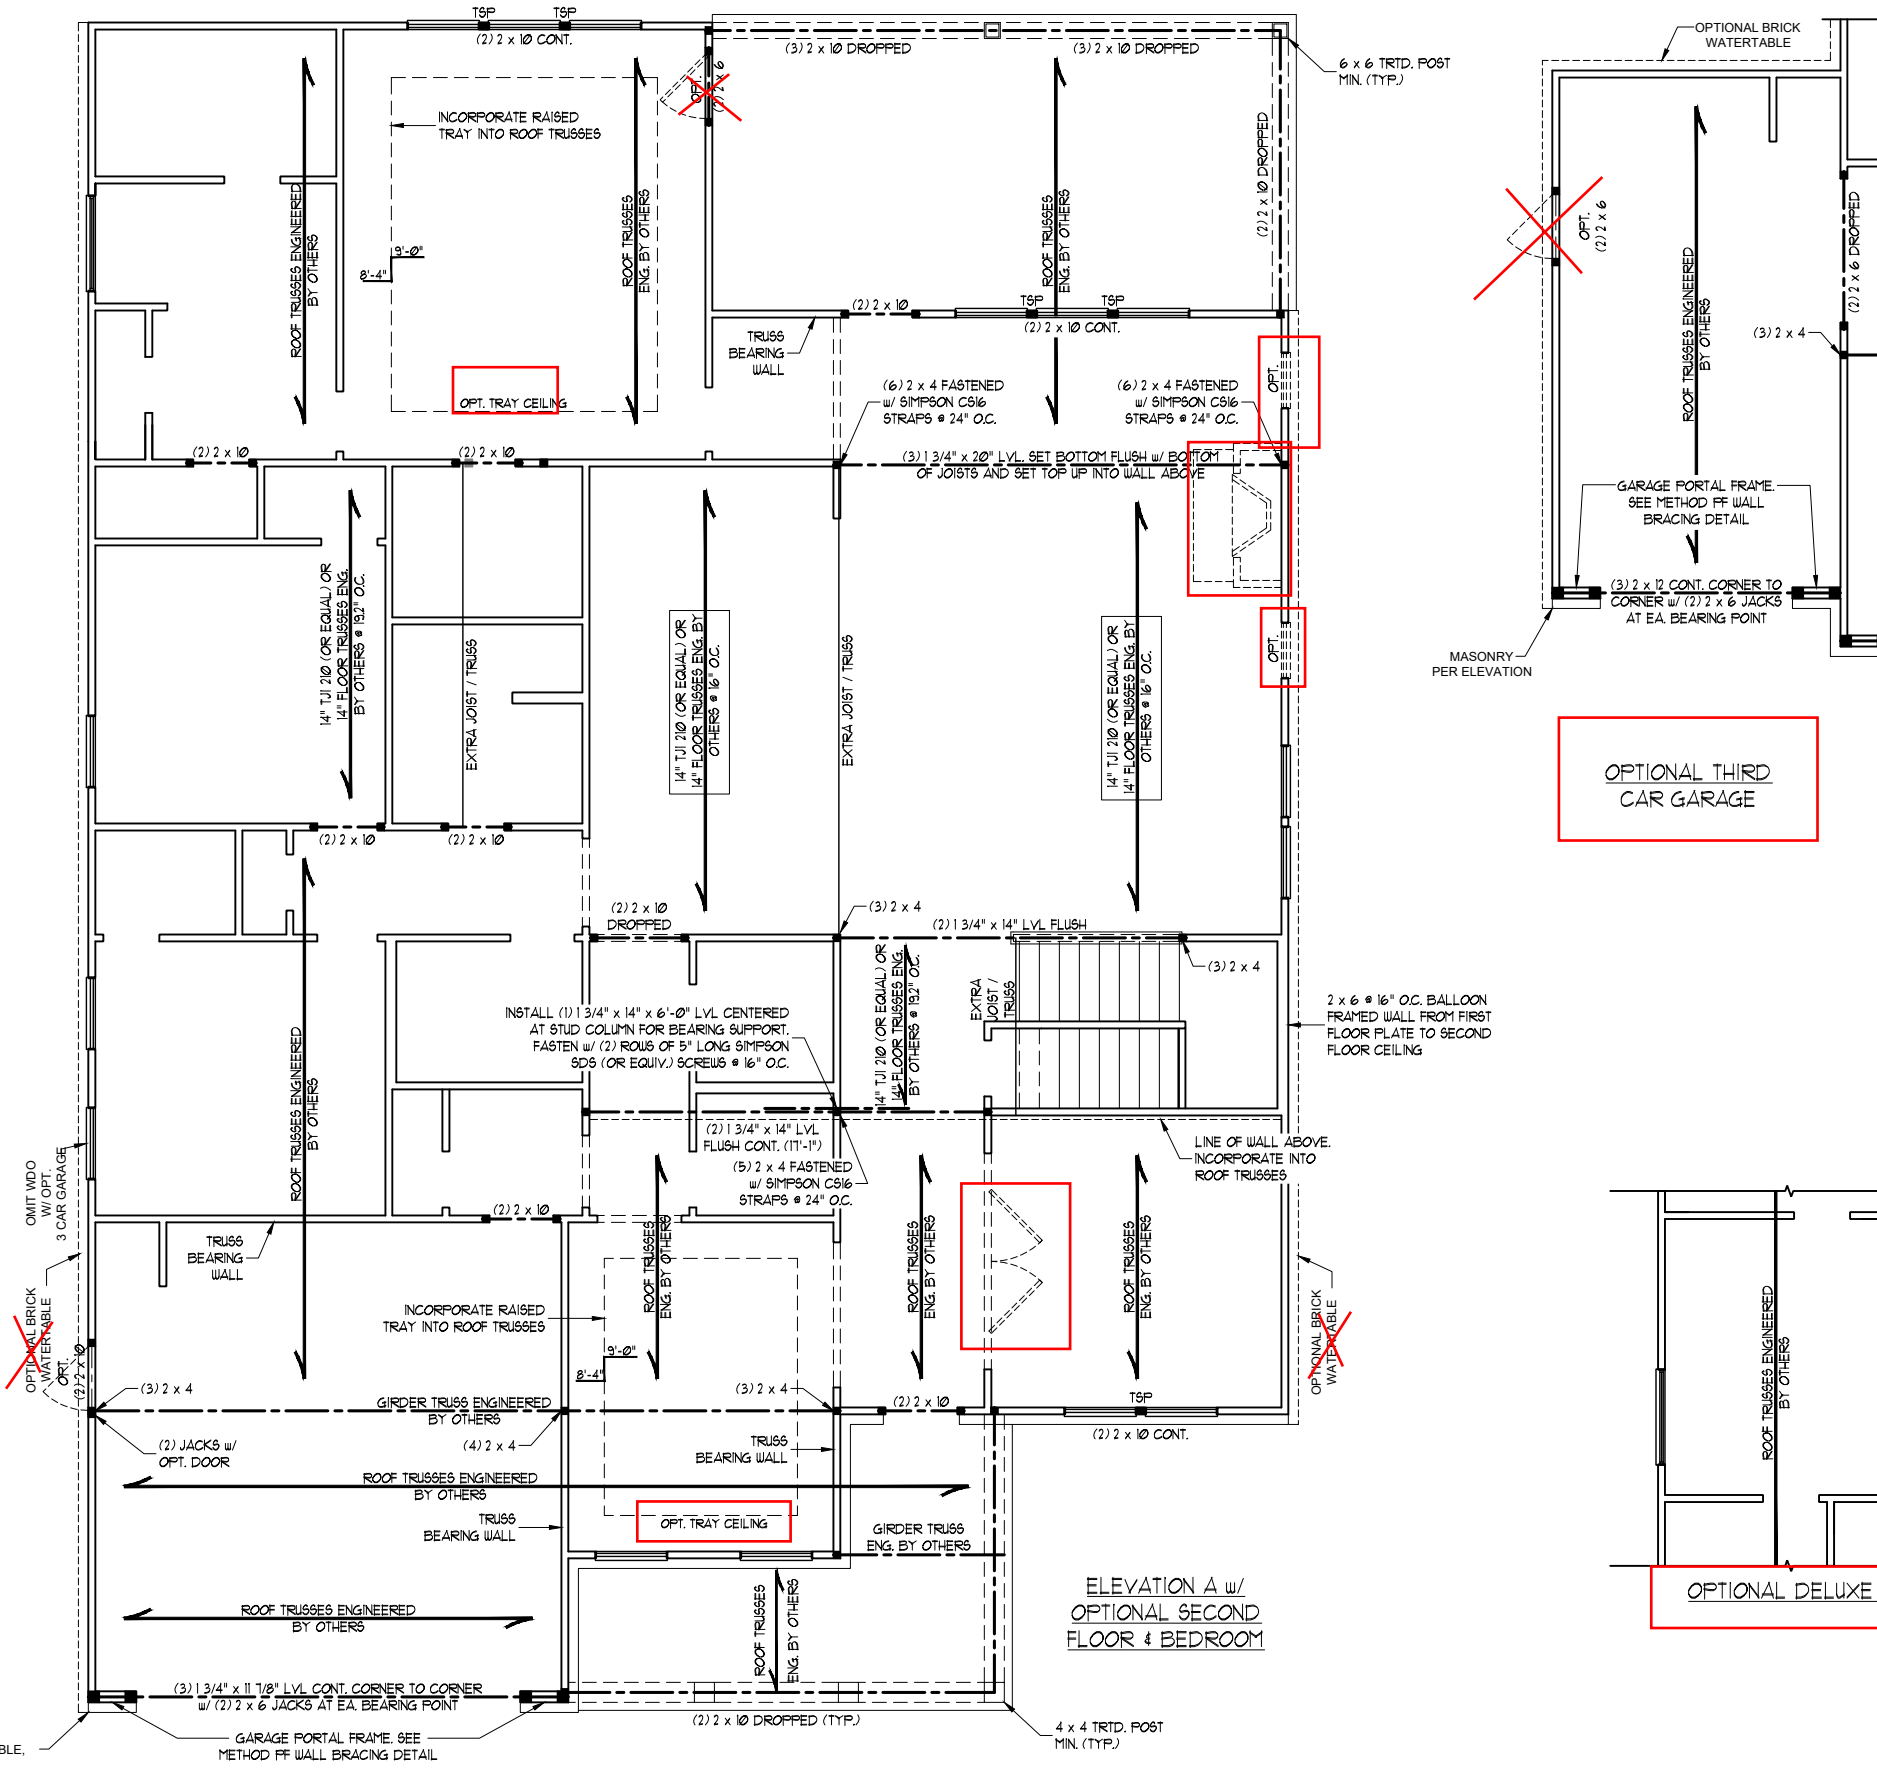 TSP
TSP
(2) 2 x 10 CONT.
(3) 2 x 10 DROPPED
(3) 2 x 10 DROPPED
6 x 6 TRTD. POST
MIN. (TYP.)
OPT.
(2) 2 x 6
INCORPORATE RAISED
TRAY INTO ROOF TRUSSES
(2) 2 x 10 DROPPED
ROOF TRUSSES ENGINEERED
BY OTHERS
ROOF TRUSSES
ENG. BY OTHERS
ROOF TRUSSES
ENG. BY OTHERS
9'-0"
8'-4"
(2) 2 x 10
TSP
TSP
(2) 2 x 10 CONT.
TRUSS
BEARING
WALL
OPT. TRAY CEILING
(6) 2 x 4 FASTENED
w/ SIMPSON CS16
STRAPS @ 24" O.C.
(6) 2 x 4 FASTENED
w/ SIMPSON CS16
STRAPS @ 24" O.C.
OPT.
(2) 2 x 10
(2) 2 x 10
(3) 1 3/4" x 20" LVL. SET BOTTOM FLUSH w/ BOTTOM
OF JOISTS AND SET TOP UP INTO WALL ABOVE
14" TJI 210 (OR EQUAL) OR
14" FLOOR TRUSSES ENG.
BY OTHERS @ 19.2" O.C.
EXTRA JOIST / TRUSS
14" TJI 210 (OR EQUAL) OR
14" FLOOR TRUSSES ENG. BY
OTHERS @ 16" O.C.
EXTRA JOIST / TRUSS
14" TJI 210 (OR EQUAL) OR
14" FLOOR TRUSSES ENG. BY
OTHERS @ 16" O.C.
OPT.
(2) 2 x 10
(2) 2 x 10
(2) 2 x 10
DROPPED
(3) 2 x 4
(2) 1 3/4" x 14" LVL FLUSH
(3) 2 x 4
ROOF TRUSSES ENGINEERED
BY OTHERS
INSTALL (1) 1 3/4" x 14" x 6'-0" LVL CENTERED
AT STUD COLUMN FOR BEARING SUPPORT.
FASTEN w/ (2) ROWS OF 5" LONG SIMPSON
SDS (OR EQUIV.) SCREWS @ 16" O.C.
14" TJI 210 (OR EQUAL) OR
14" FLOOR TRUSSES ENG.
BY OTHERS @ 19.2" O.C.
EXTRA
JOIST /
TRUSS
2 x 6 @ 16" O.C. BALLOON
FRAMED WALL FROM FIRST
FLOOR PLATE TO SECOND
FLOOR CEILING
(2) 1 3/4" x 14" LVL
FLUSH CONT. (17'-1")
(5) 2 x 4 FASTENED
w/ SIMPSON CS16
STRAPS @ 24" O.C.
LINE OF WALL ABOVE.
INCORPORATE INTO
ROOF TRUSSES
OMIT WDO
W/ OPT.
3 CAR GARAGE
(2) 2 x 10
TRUSS
BEARING
WALL
ROOF TRUSSES
ENG. BY OTHERS
ROOF TRUSSES
ENG. BY OTHERS
ROOF TRUSSES
ENG. BY OTHERS
OPTIONAL BRICK
WATERTABLE
OPT.
(2) 2 x 10
INCORPORATE RAISED
TRAY INTO ROOF TRUSSES
9'-0"
8'-4"
OPTIONAL BRICK
WATERTABLE
(3) 2 x 4
GIRDER TRUSS ENGINEERED
BY OTHERS
(3) 2 x 4
(2) 2 x 10
TSP
(2) 2 x 10 CONT.
(2) JACKS w/
OPT. DOOR
(4) 2 x 4
TRUSS
BEARING WALL
ROOF TRUSSES ENGINEERED
BY OTHERS
TRUSS
BEARING WALL
OPT. TRAY CEILING
GIRDER TRUSS
ENG. BY OTHERS
ROOF TRUSSES ENGINEERED
BY OTHERS
ROOF TRUSSES
ENG. BY OTHERS
ELEVATION A w/
OPTIONAL SECOND
FLOOR & BEDROOM
(3) 1 3/4" x 11 7/8" LVL CONT. CORNER TO CORNER
w/ (2) 2 x 6 JACKS AT EA. BEARING POINT
(2) 2 x 10 DROPPED (TYP.)
GARAGE PORTAL FRAME. SEE
METHOD PF WALL BRACING DETAIL
4 x 4 TRTD. POST
MIN. (TYP.)
BLE,
OPTIONAL BRICK
WATERTABLE
OPT.
(2) 2 x 6
(2) 2 x 6 DROPPED
ROOF TRUSSES ENGINEERED
BY OTHERS
(3) 2 x 4
GARAGE PORTAL FRAME.
SEE METHOD PF WALL
BRACING DETAIL
(3) 2 x 12 CONT. CORNER TO
CORNER w/ (2) 2 x 6 JACKS
AT EA. BEARING POINT
MASONRY
PER ELEVATION
OPTIONAL THIRD
CAR GARAGE
ROOF TRUSSES ENGINEERED
BY OTHERS
OPTIONAL DELUXE